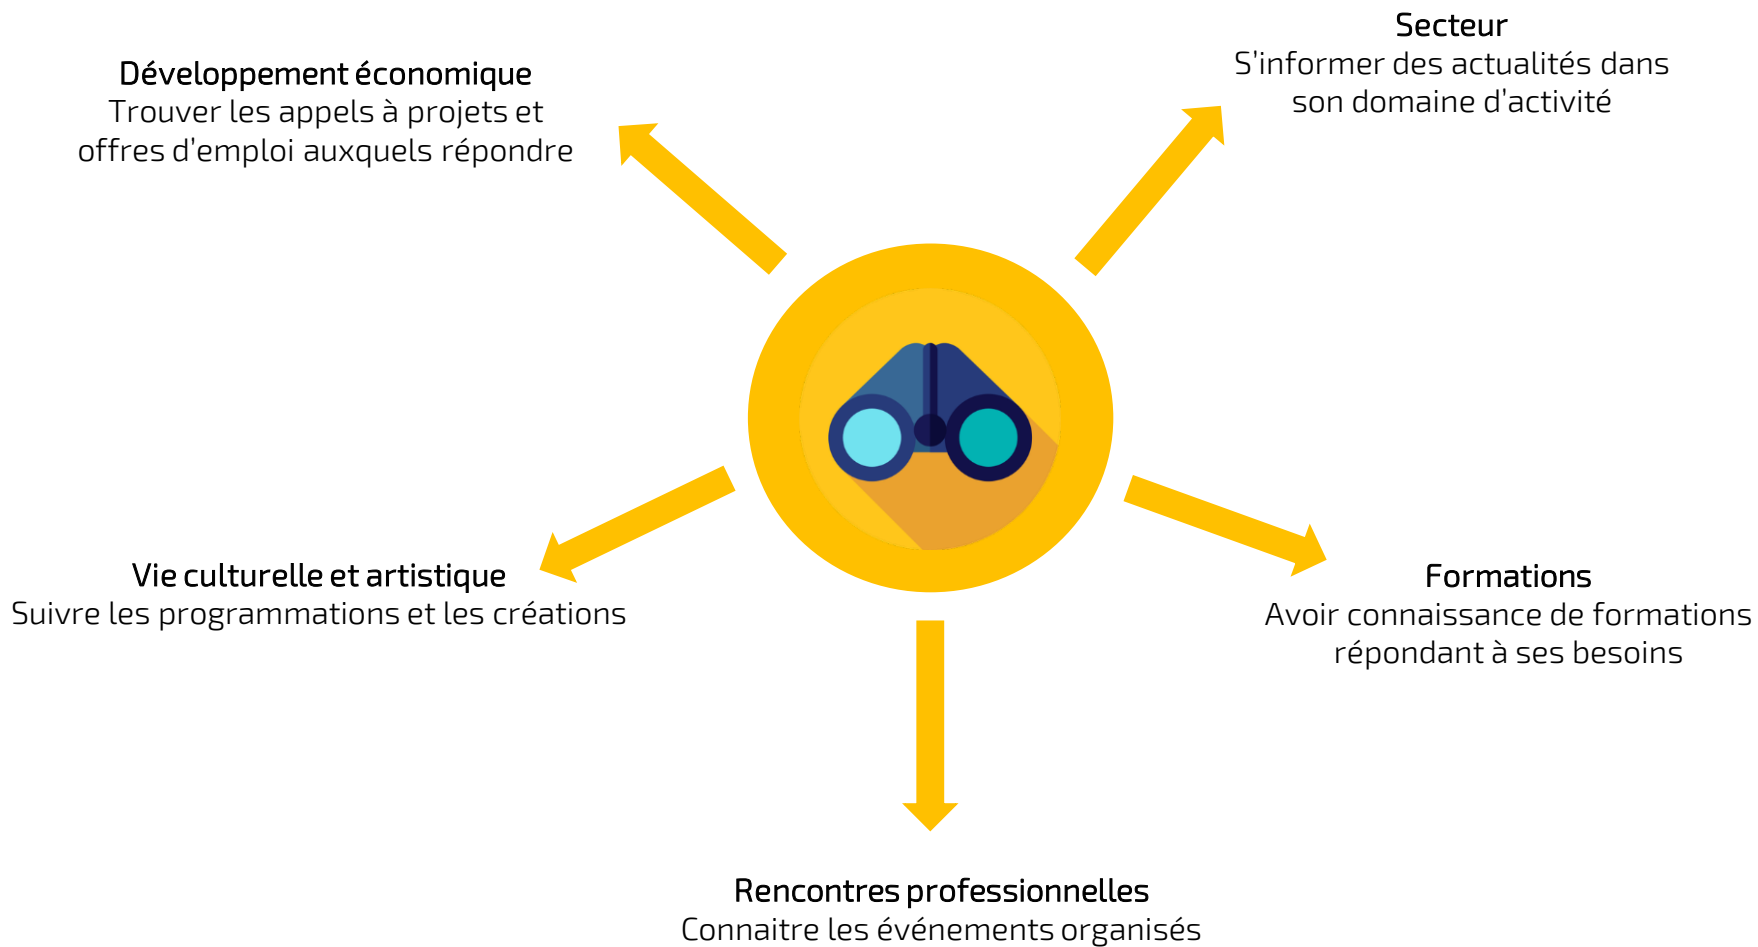 Secteur
S'informer des actualités dans
son domaine d'activité
Développement économique
Trouver les appels à projets et
offres d'emploi auxquels répondre
Vie culturelle et artistique
Suivre les programmations et les créations
Formations
Avoir connaissance de formations
répondant à ses besoins
Rencontres professionnelles
Connaitre les événements organisés